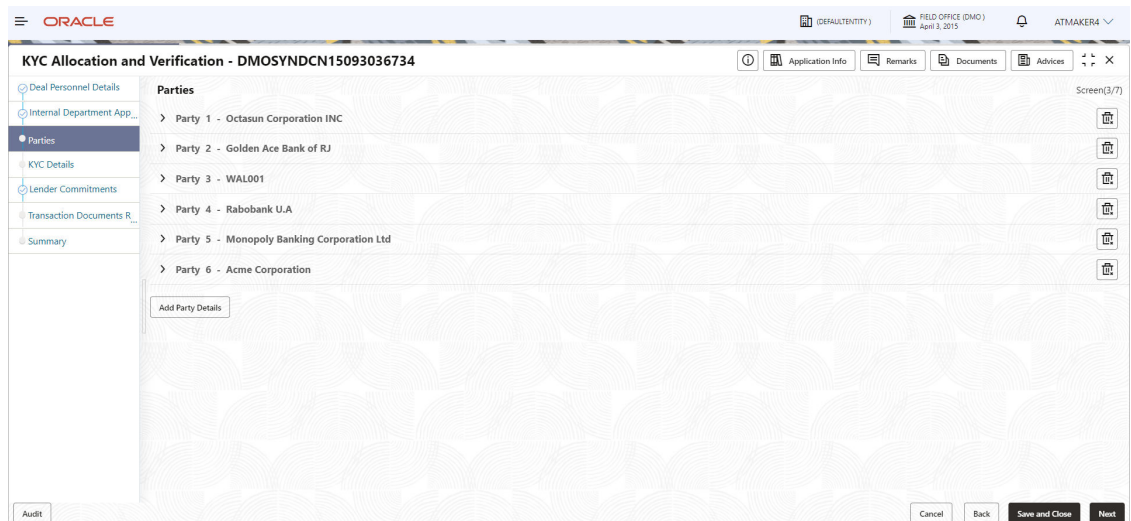 ORACLE
(DEFAULTENTITY)
FIELD OFFICE (DMO)
April 3, 2015
ATMAKER4
KYC Allocation and Verification - DMOSYNDCN15093036734
Application Info
Remarks
Documents
Advices
Deal Personnel Details
Internal Department App...
Parties
KYC Details
Lender Commitments
Transaction Documents R...
Summary
Parties
Screen(3/7)
Party 1 - Octasun Corporation INC
Party 2 - Golden Ace Bank of RJ
Party 3 - WAL001
Party 4 - Rabobank U.A
Party 5 - Monopoly Banking Corporation Ltd
Party 6 - Acme Corporation
Add Party Details
Audit
Cancel
Back
Save and Close
Next